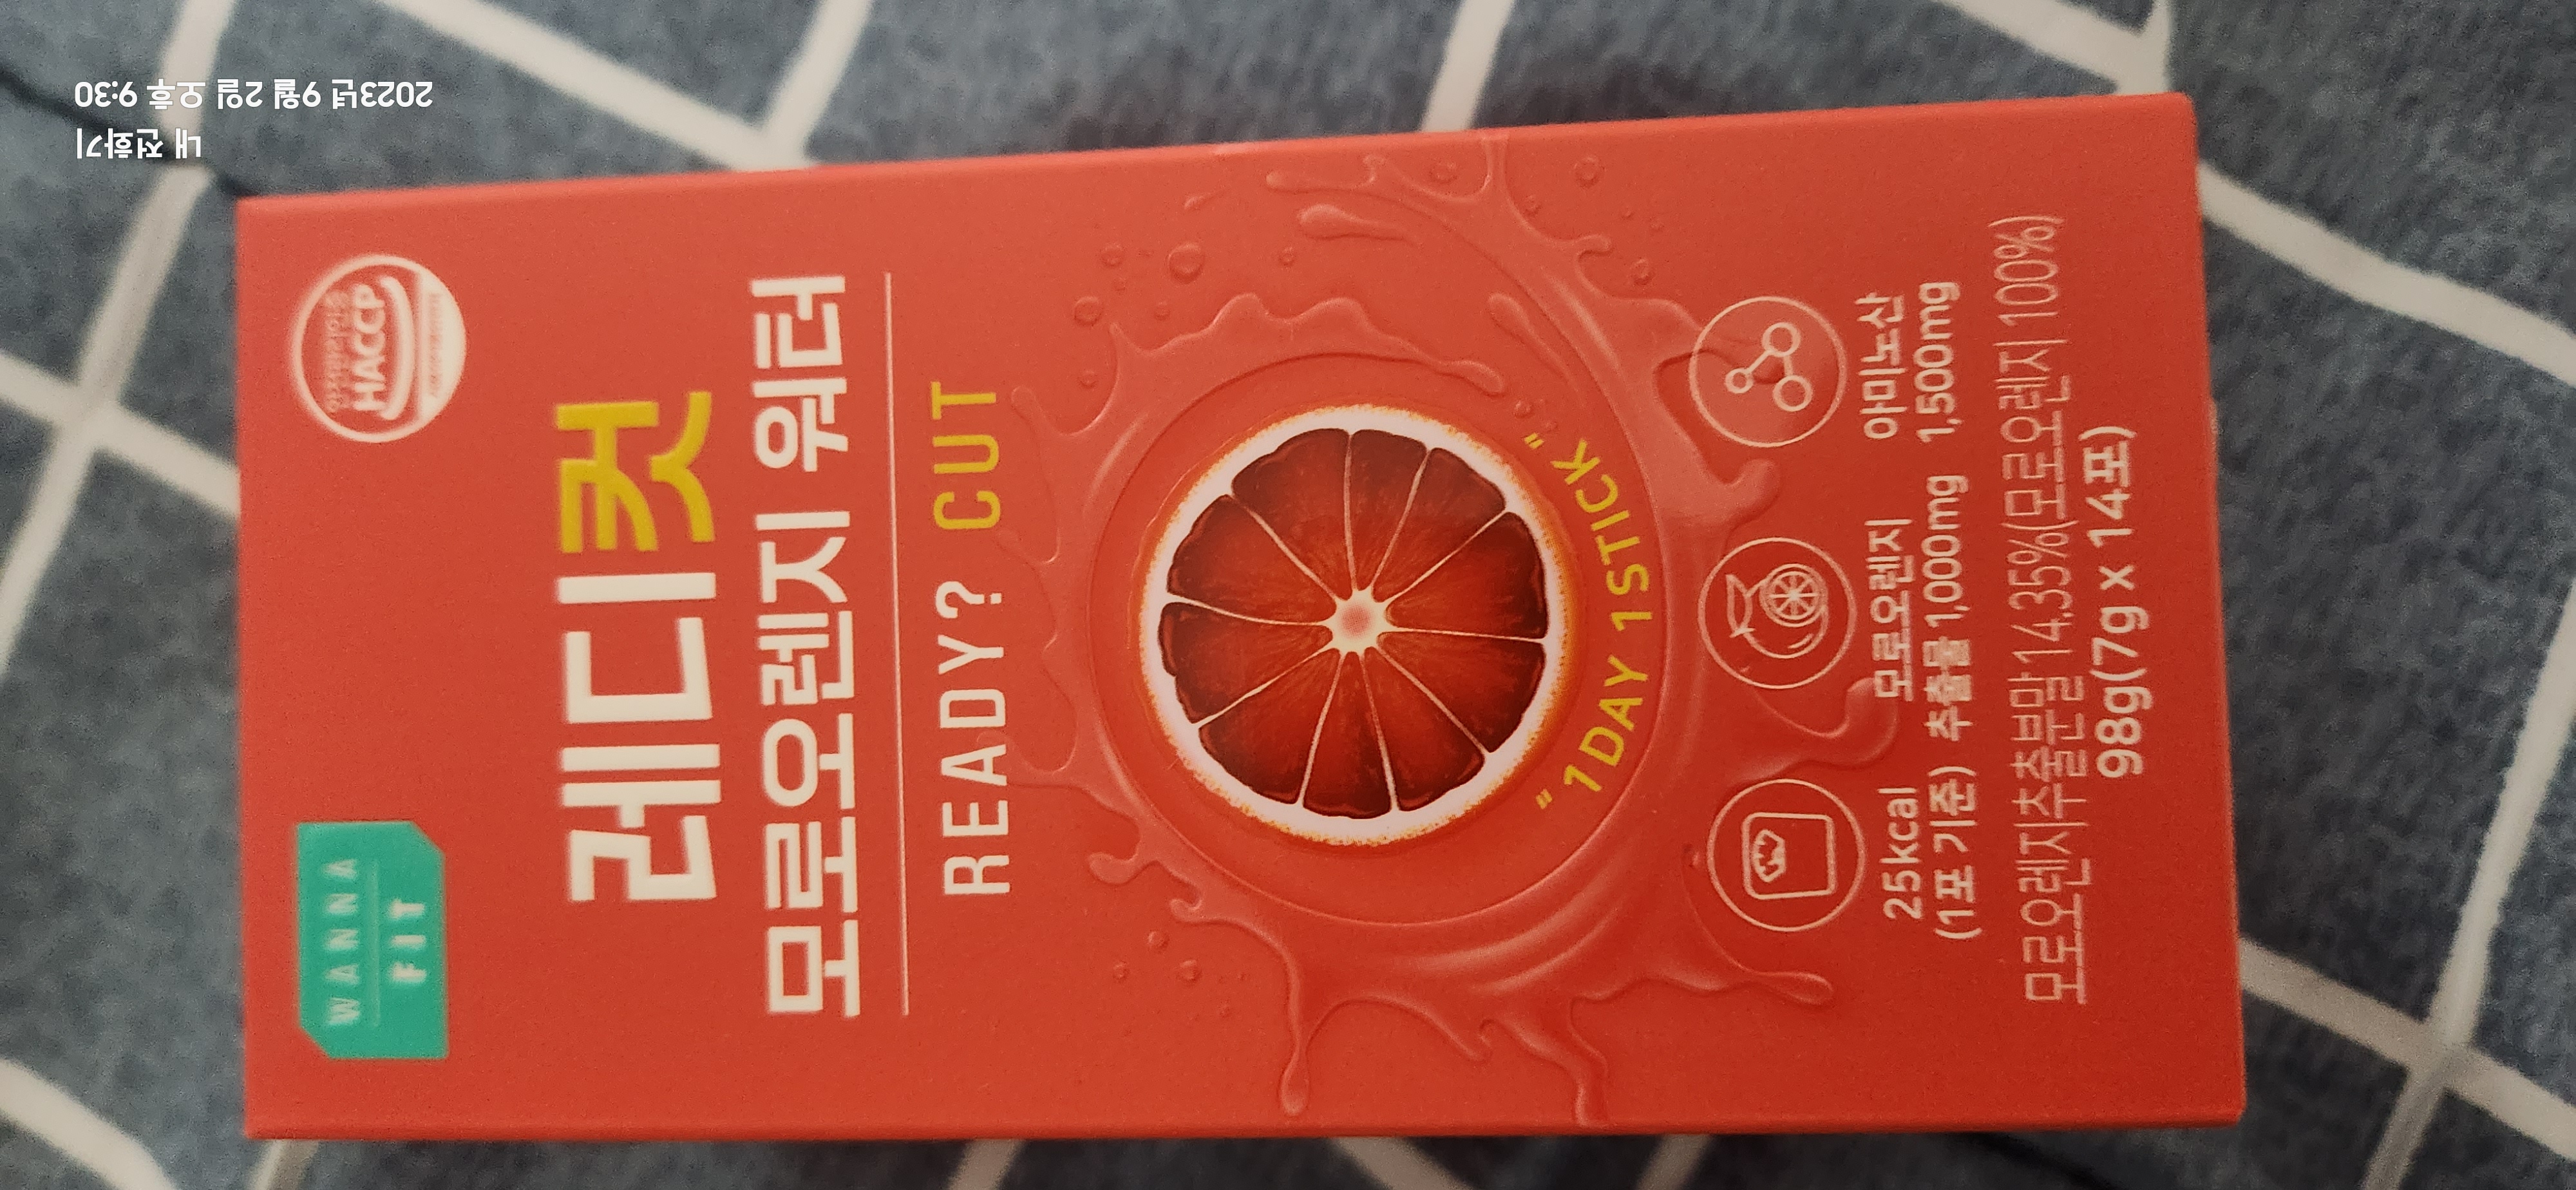 WANNA
FIT
HACCP
레디컷
모로오렌지 워터
READY? CUT
"1DAY 1STICK"
25kcal
(1포 기준)
모로오렌지
추출물 1,000mg
아미노산
1,500mg
모로오렌지추출분말14.35%(모로오렌지 100%)
98g(7g x 14포)
내 전화기
2023년 9월 2일 오후 9:30